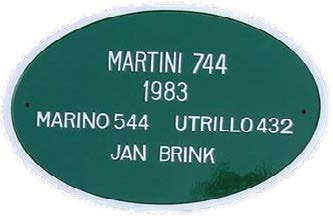 MARTINI 744
1983
MARINO 544 UTRILLO 432
JAN BRINK